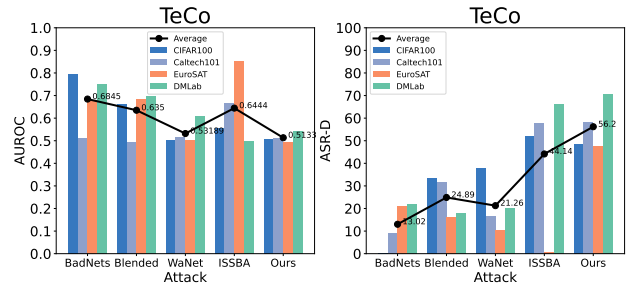 TeCo
AUROC
1.0
0.9
0.8
0.7
0.6
0.5
0.4
0.3
0.2
0.1
0.0
Average
CIFAR100
Caltech101
EuroSAT
DMLab
0.6845
0.635
0.53189
0.6444
0.5133
BadNets Blended WaNet ISSBA Ours
Attack
TeCo
ASR-D
100
90
80
70
60
50
40
30
20
10
0
Average
CIFAR100
Caltech101
EuroSAT
DMLab
13.02
24.89
21.26
44.14
56.2
BadNets Blended WaNet ISSBA Ours
Attack